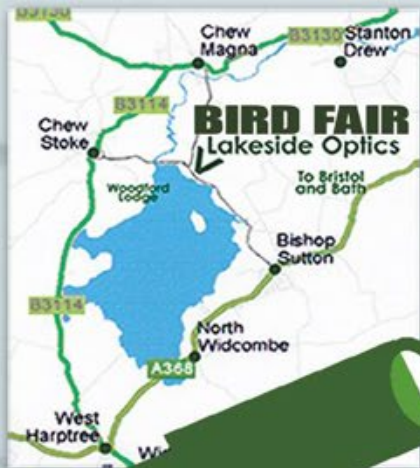 B3130
Chew
Magna
B3130
Stanton
Drew
B3114
Chew
Stoke
BIRD FAIR
Lakeside Optics
Woodford
Lodge
To Bristol
and Bath
Bishop
Sutton
B3114
North
Widcombe
A368
West
Harptree